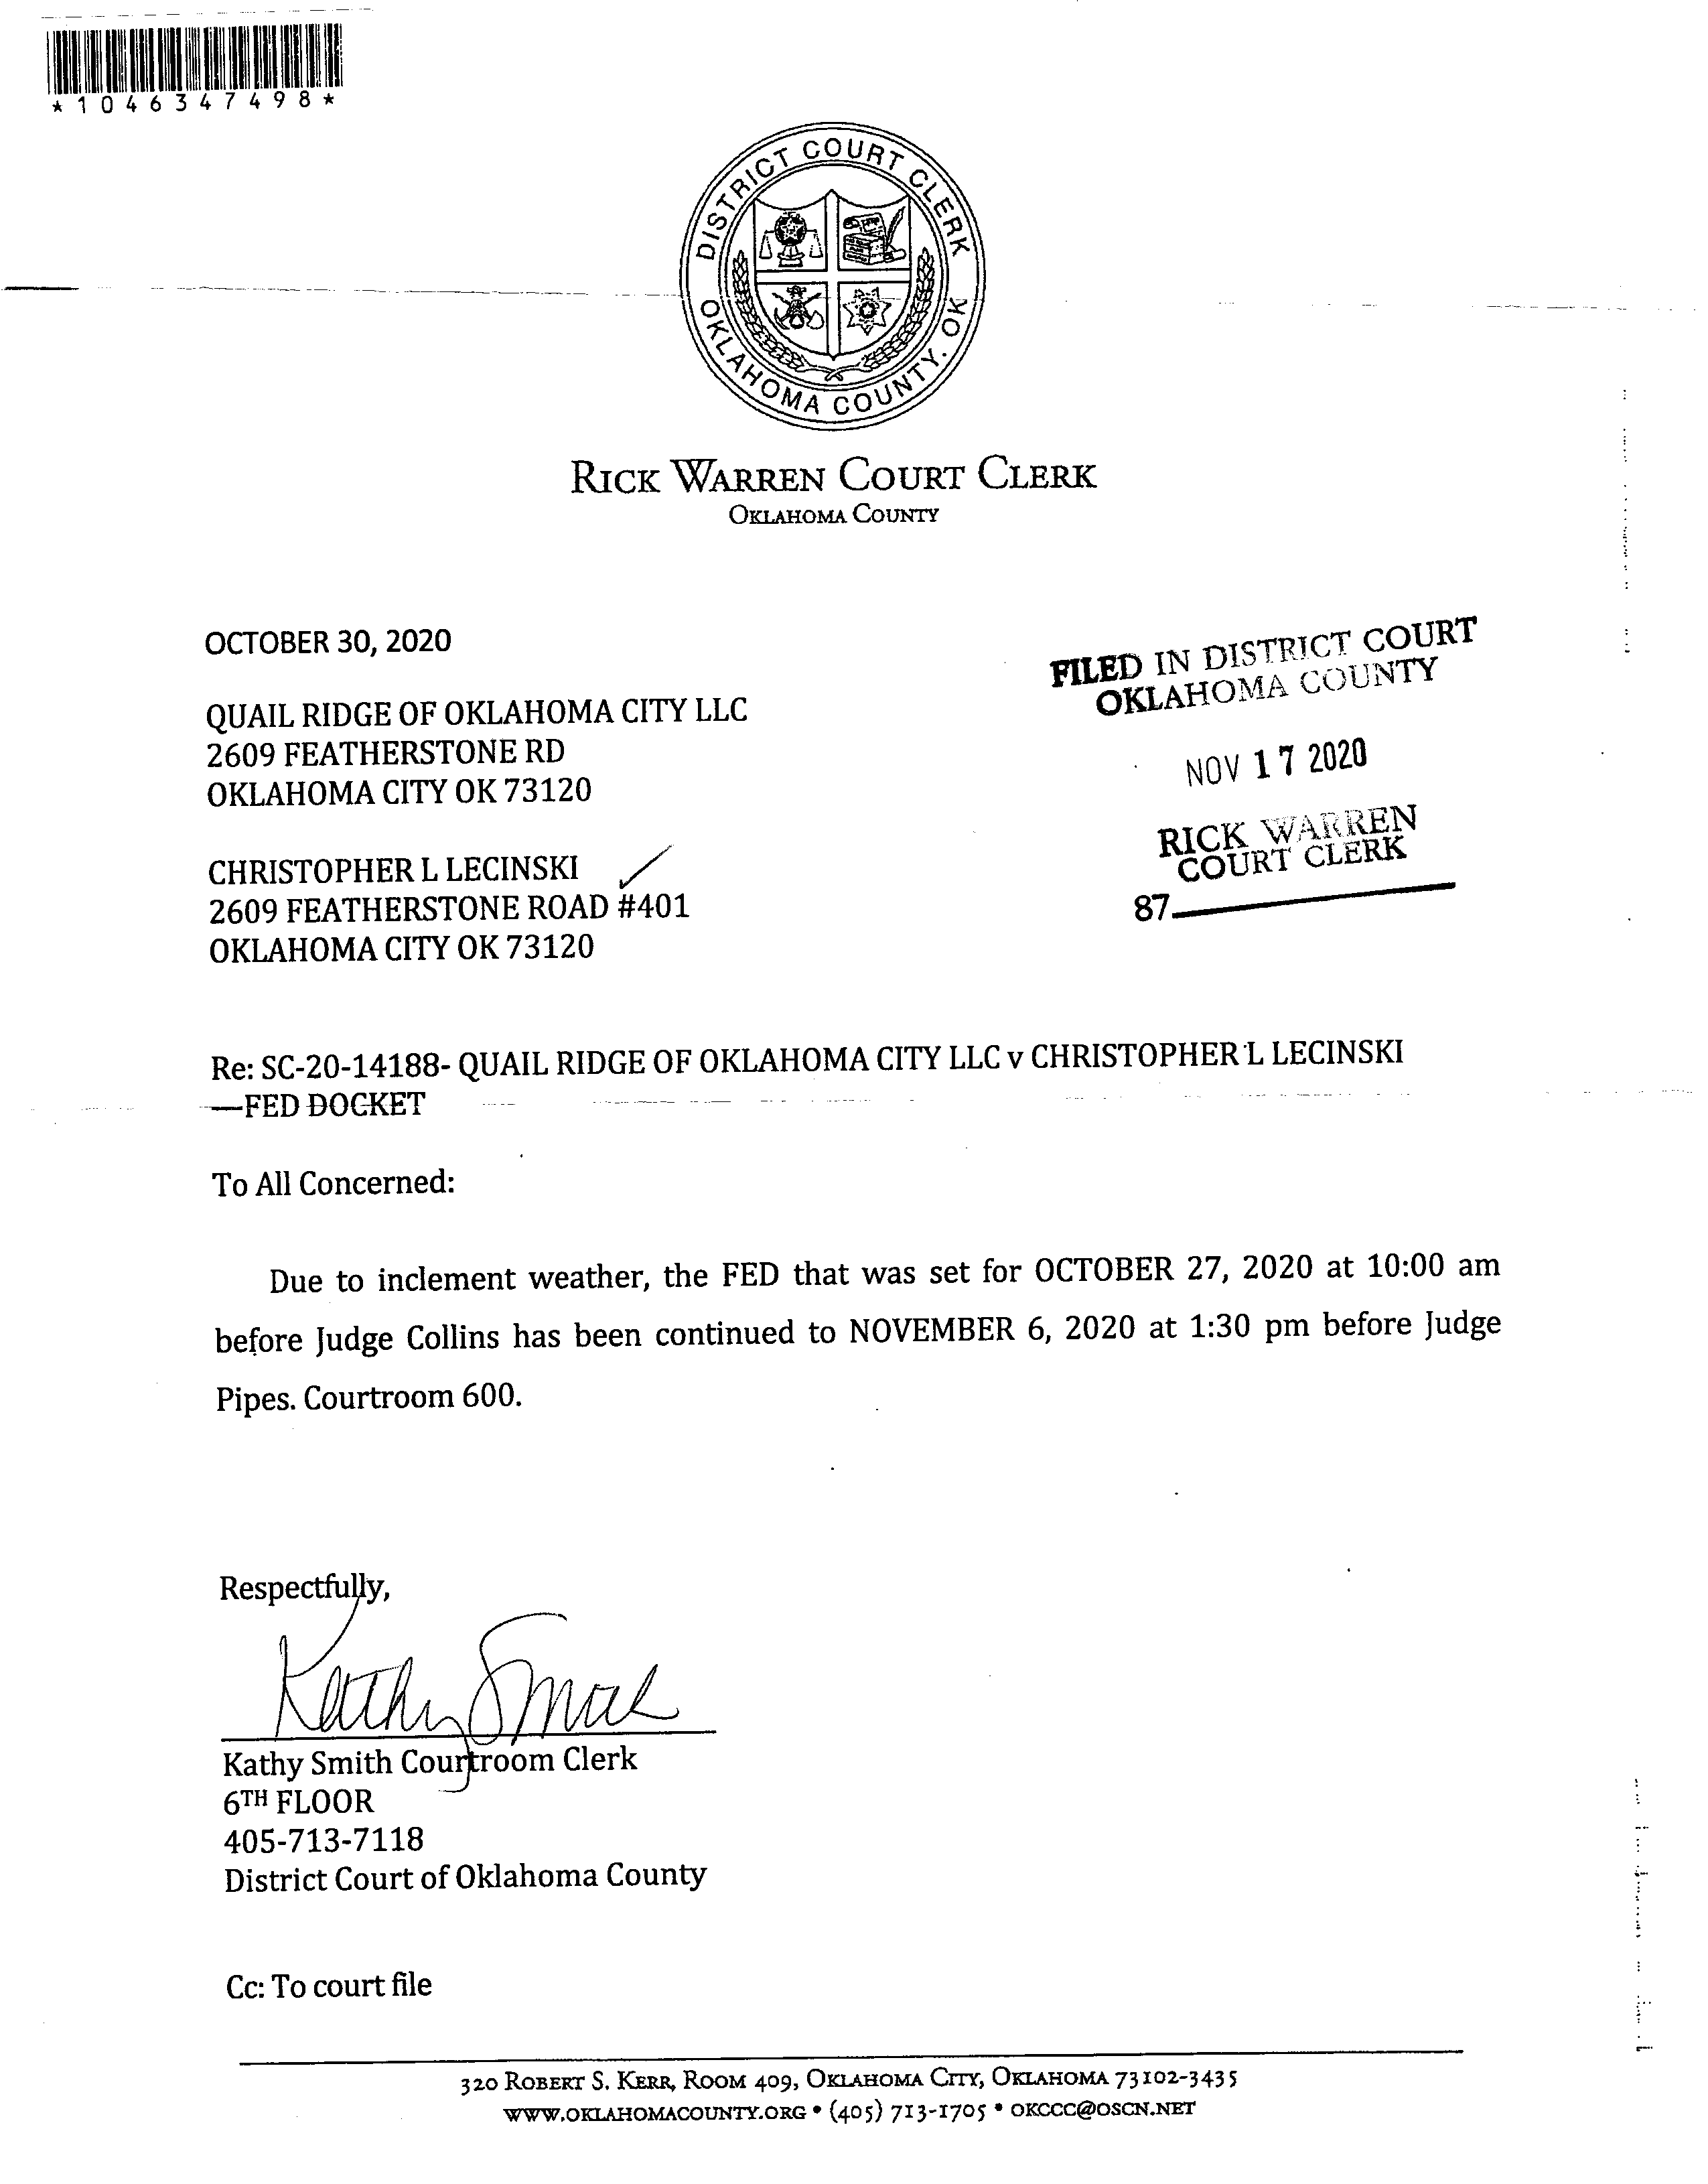 *1046347498*
DISTRICT COURT CLERK
OKLAHOMA COUNTY, OK
RICK WARREN COURT CLERK
OKLAHOMA COUNTY
OCTOBER 30, 2020
QUAIL RIDGE OF OKLAHOMA CITY LLC
2609 FEATHERSTONE RD
OKLAHOMA CITY OK 73120
FILED IN DISTRICT COURT
OKLAHOMA COUNTY
NOV 17 2020
RICK WARREN
COURT CLERK
87
CHRISTOPHER L LECINSKI
2609 FEATHERSTONE ROAD #401
OKLAHOMA CITY OK 73120
Re: SC-20-14188- QUAIL RIDGE OF OKLAHOMA CITY LLC v CHRISTOPHER L LECINSKI
—FED DOCKET
To All Concerned:
Due to inclement weather, the FED that was set for OCTOBER 27, 2020 at 10:00 am
before Judge Collins has been continued to NOVEMBER 6, 2020 at 1:30 pm before Judge
Pipes. Courtroom 600.
Respectfully,
Kathy Smith
Kathy Smith Courtroom Clerk
6TH FLOOR
405-713-7118
District Court of Oklahoma County
Cc: To court file
320 ROBERT S. KERR, ROOM 409, OKLAHOMA CITY, OKLAHOMA 73102-3435
WWW.OKLAHOMACOUNTY.ORG • (405) 713-1705 • OKCCC@OSCN.NET